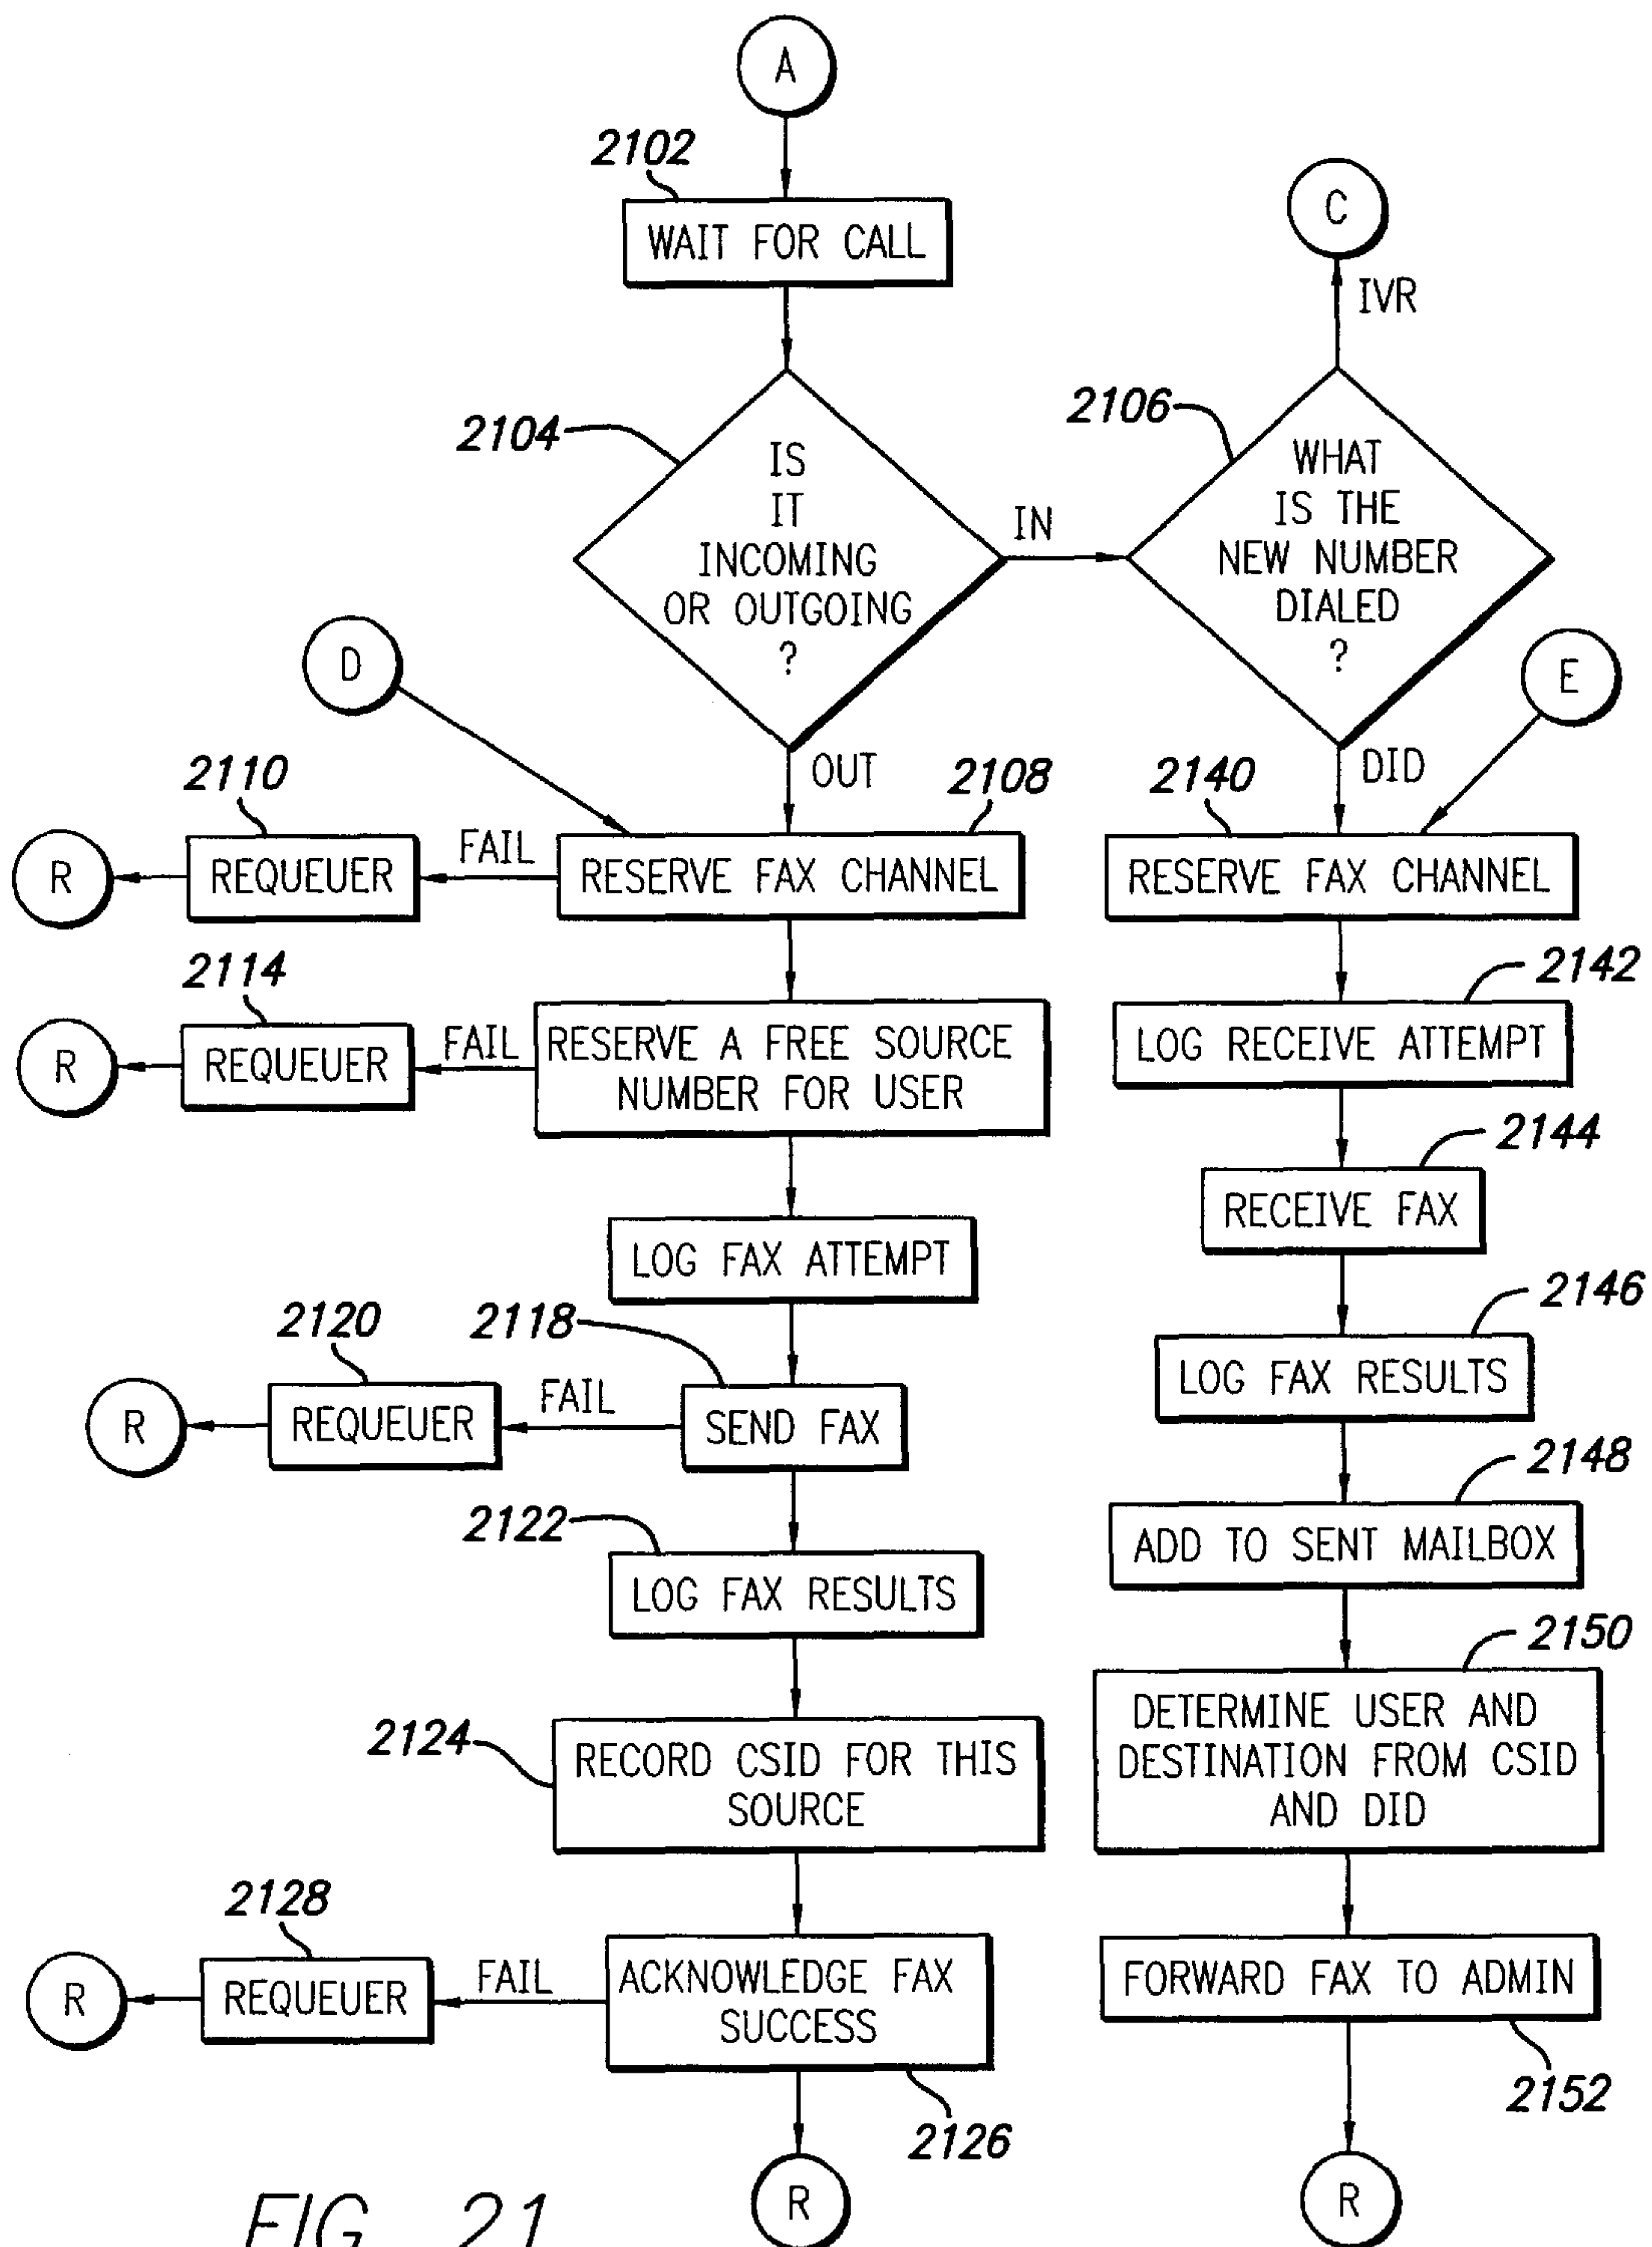 A
2102
WAIT FOR CALL
C
IVR
2104
IS
IT
INCOMING
OR OUTGOING
?
IN
2106
WHAT
IS THE
NEW NUMBER
DIALED
?
D
E
OUT
DID
2110
2108
2140
R
REQUEUER
FAIL
RESERVE FAX CHANNEL
RESERVE FAX CHANNEL
2114
2142
R
REQUEUER
FAIL
RESERVE A FREE SOURCE
NUMBER FOR USER
LOG RECEIVE ATTEMPT
2144
RECEIVE FAX
LOG FAX ATTEMPT
2120
2118
2146
R
REQUEUER
FAIL
SEND FAX
LOG FAX RESULTS
2148
2122
ADD TO SENT MAILBOX
LOG FAX RESULTS
2150
2124
RECORD CSID FOR THIS
SOURCE
DETERMINE USER AND
DESTINATION FROM CSID
AND DID
2128
R
REQUEUER
FAIL
ACKNOWLEDGE FAX
SUCCESS
FORWARD FAX TO ADMIN
2152
2126
R
R
FIG. 21